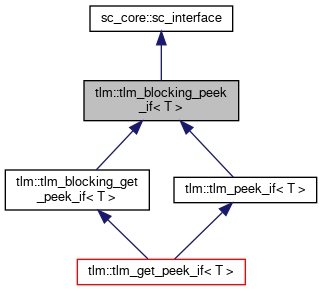 sc_core::sc_interface
tlm::tlm_blocking_peek
_if< T >
tlm::tlm_blocking_get
_peek_if< T >
tlm::tlm_peek_if< T >
tlm::tlm_get_peek_if< T >